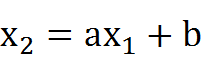 x₂ = ax₁ + b